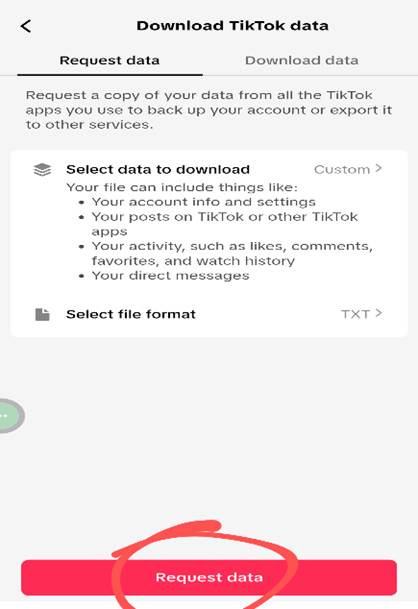 Download TikTok data
Request data
Download data
Request a copy of your data from all the TikTok
apps you use to back up your account or export it
to other services.
Select data to download
Custom >
Your file can include things like:
• Your account info and settings
• Your posts on TikTok or other TikTok
apps
• Your activity, such as likes, comments,
favorites, and watch history
• Your direct messages
Select file format
TXT >
Request data